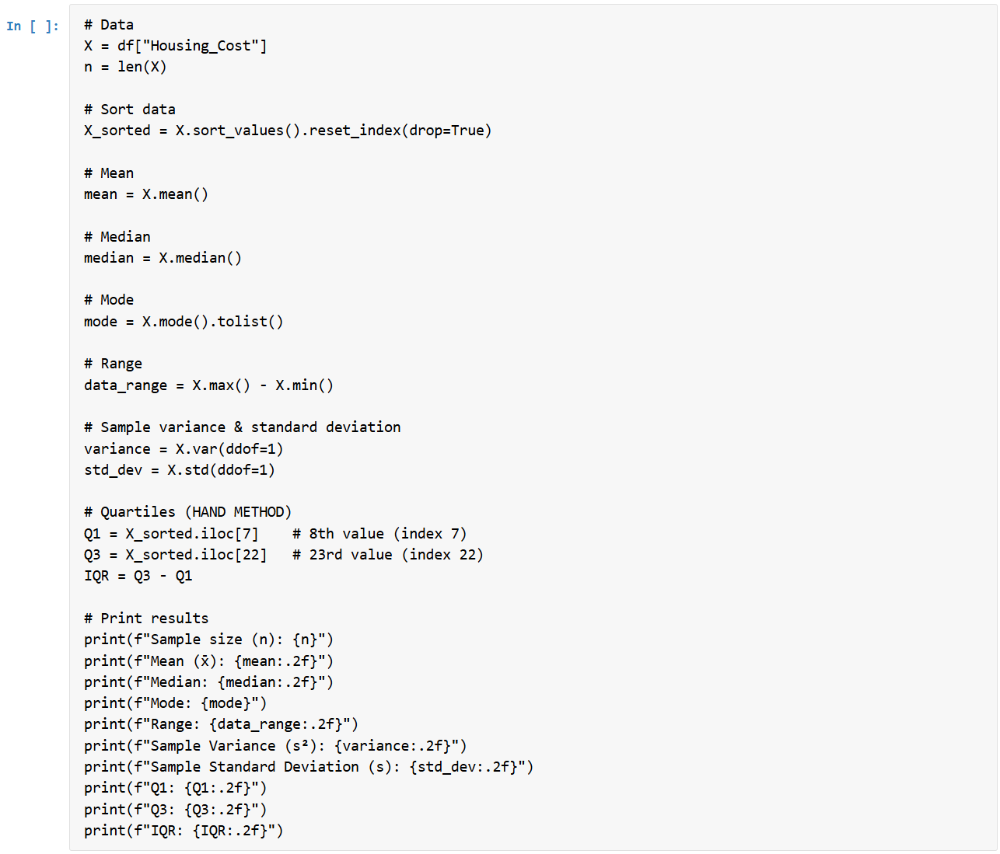 In [ ]:
# Data
X = df["Housing_Cost"]
n = len(X)
# Sort data
X_sorted = X.sort_values().reset_index(drop=True)
# Mean
mean = X.mean()
# Median
median = X.median()
# Mode
mode = X.mode().tolist()
# Range
data_range = X.max() - X.min()
# Sample variance & standard deviation
variance = X.var(ddof=1)
std_dev = X.std(ddof=1)
# Quartiles (HAND METHOD)
Q1 = X_sorted.iloc[7]    # 8th value (index 7)
Q3 = X_sorted.iloc[22]   # 23rd value (index 22)
IQR = Q3 - Q1
# Print results
print(f"Sample size (n): {n}")
print(f"Mean (x̄): {mean:.2f}")
print(f"Median: {median:.2f}")
print(f"Mode: {mode}")
print(f"Range: {data_range:.2f}")
print(f"Sample Variance (s²): {variance:.2f}")
print(f"Sample Standard Deviation (s): {std_dev:.2f}")
print(f"Q1: {Q1:.2f}")
print(f"Q3: {Q3:.2f}")
print(f"IQR: {IQR:.2f}")